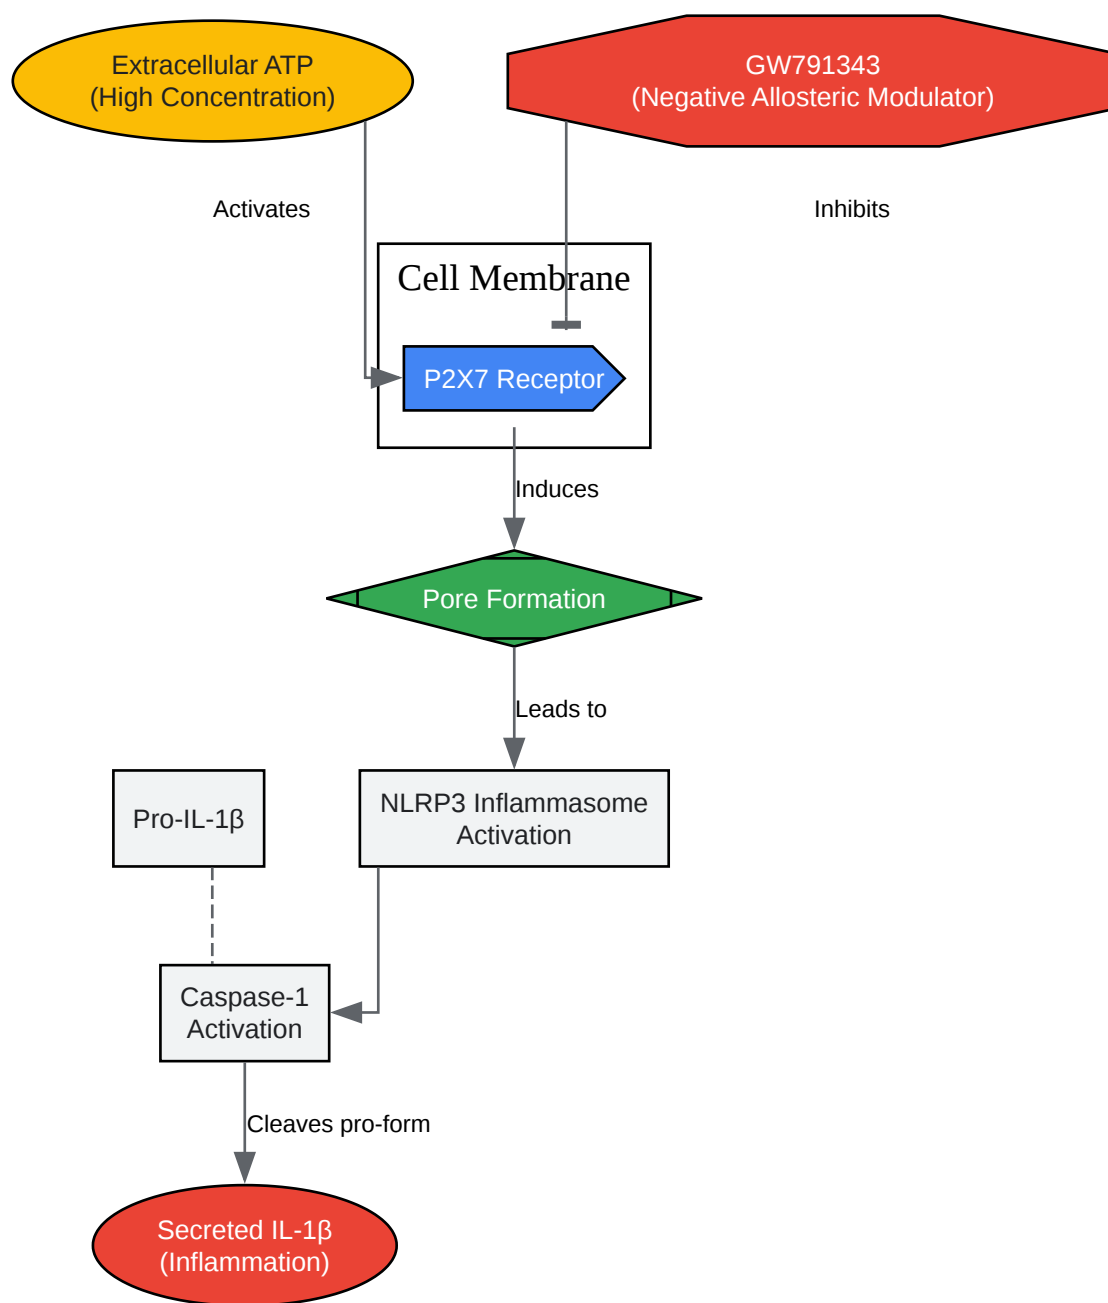 Extracellular ATP
(High Concentration)
GW791343
(Negative Allosteric Modulator)
Activates
Inhibits
Cell Membrane
P2X7 Receptor
Induces
Pore Formation
Leads to
Pro-IL-1β
NLRP3 Inflammasome
Activation
Caspase-1
Activation
Cleaves pro-form
Secreted IL-1β
(Inflammation)